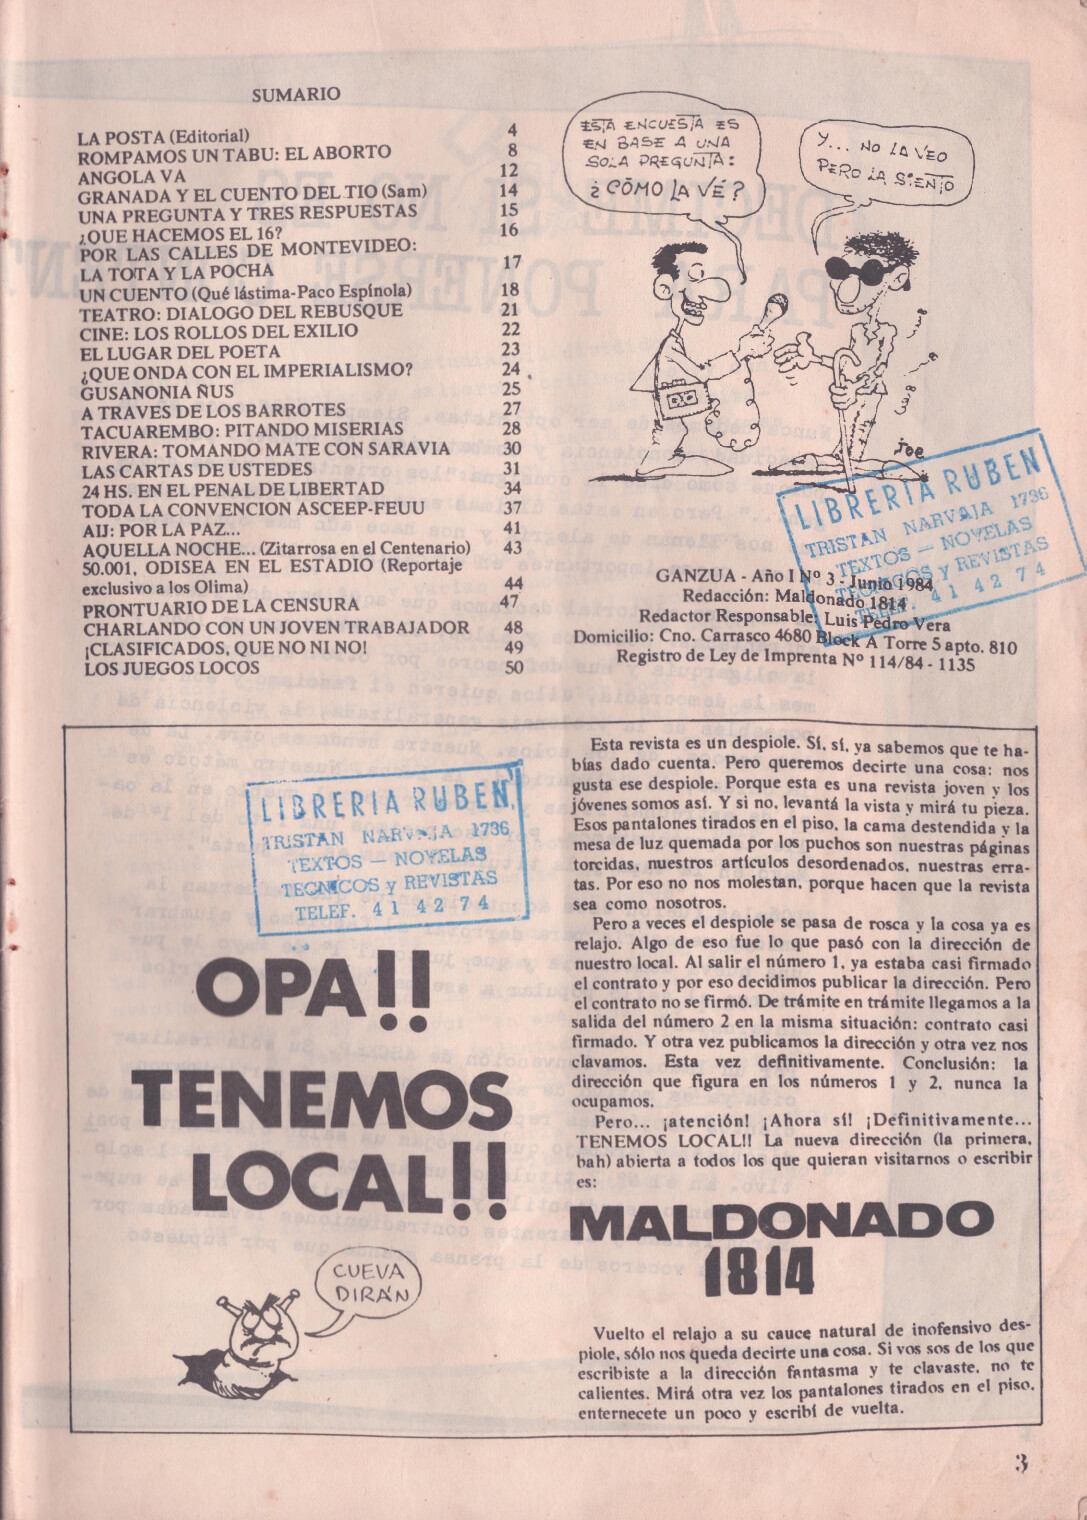 SUMARIO
LA POSTA (Editorial) 4
ROMPAMOS UN TABU: EL ABORTO 8
ANGOLA VA 12
GRANADA Y EL CUENTO DEL TIO (Sam) 14
UNA PREGUNTA Y TRES RESPUESTAS 15
¿QUE HACEMOS EL 16? 16
POR LAS CALLES DE MONTEVIDEO:
LA TOTA Y LA POCHA 17
UN CUENTO (Qué lástima-Paco Espínola) 18
TEATRO: DIALOGO DEL REBUSQUE 21
CINE: LOS ROLLOS DEL EXILIO 22
EL LUGAR DEL POETA 23
¿QUE ONDA CON EL IMPERIALISMO? 24
GUSANONIA ÑUS 25
A TRAVES DE LOS BARROTES 27
TACUAREMBO: PITANDO MISERIAS 28
RIVERA: TOMANDO MATE CON SARAVIA 30
LAS CARTAS DE USTEDES 31
24 HS. EN EL PENAL DE LIBERTAD 34
TODA LA CONVENCION ASCEEP-FEUU 37
AIJ: POR LA PAZ... 41
AQUELLA NOCHE... (Zitarrosa en el Centenario) 43
50.001, ODISEA EN EL ESTADIO (Reportaje
exclusivo a los Olima) 44
PRONTUARIO DE LA CENSURA 47
CHARLANDO CON UN JOVEN TRABAJADOR 48
¡CLASIFICADOS, QUE NO NI NO! 49
LOS JUEGOS LOCOS 50
ESTA ENCUESTA ES
EN BASE A UNA
SOLA PREGUNTA:
¿CÓMO LA VÉ?
Y... NO LA VEO
PERO LA SIENTO
JOE
LIBRERIA RUBEN
TRISTAN NARVAJA 1736
TEXTOS — NOVELAS
TECNICOS y REVISTAS
TELEF. 41 42 74
GANZUA - Año I Nº 3 - Junio 1984
Redacción: Maldonado 1814
Redactor Responsable: Luis Pedro Vera
Domicilio: Cno. Carrasco 4680 Block A Torre 5 apto. 810
Registro de Ley de Imprenta Nº 114/84 - 1135
LIBRERIA RUBEN
TRISTAN NARVAJA 1736
TEXTOS — NOVELAS
TECNICOS y REVISTAS
TELEF. 41 42 74
OPA!!
TENEMOS
LOCAL!!
CUEVA
DIRÁN
Esta revista es un despiole. Sí, sí, ya sabemos que te ha-
bías dado cuenta. Pero queremos decirte una cosa: nos
gusta ese despiole. Porque esta es una revista joven y los
jóvenes somos así. Y si no, levantá la vista y mirá tu pieza.
Esos pantalones tirados en el piso, la cama destendida y la
mesa de luz quemada por los puchos son nuestras páginas
torcidas, nuestros artículos desordenados, nuestras erra-
tas. Por eso no nos molestan, porque hacen que la revista
sea como nosotros.
Pero a veces el despiole se pasa de rosca y la cosa ya es
relajo. Algo de eso fue lo que pasó con la dirección de
nuestro local. Al salir el número 1, ya estaba casi firmado
el contrato y por eso decidimos publicar la dirección. Pero
el contrato no se firmó. De trámite en trámite llegamos a la
salida del número 2 en la misma situación: contrato casi
firmado. Y otra vez publicamos la dirección y otra vez nos
clavamos. Esta vez definitivamente. Conclusión: la
dirección que figura en los números 1 y 2, nunca la
ocupamos.
Pero... ¡atención! ¡Ahora sí! ¡Definitivamente...
TENEMOS LOCAL!! La nueva dirección (la primera,
bah) abierta a todos los que quieran visitarnos o escribir
es:
MALDONADO
1814
Vuelto el relajo a su cauce natural de inofensivo des-
piole, sólo nos queda decirte una cosa. Si vos sos de los que
escribiste a la dirección fantasma y te clavaste, no te
calientes. Mirá otra vez los pantalones tirados en el piso,
enternecete un poco y escribí de vuelta.
3